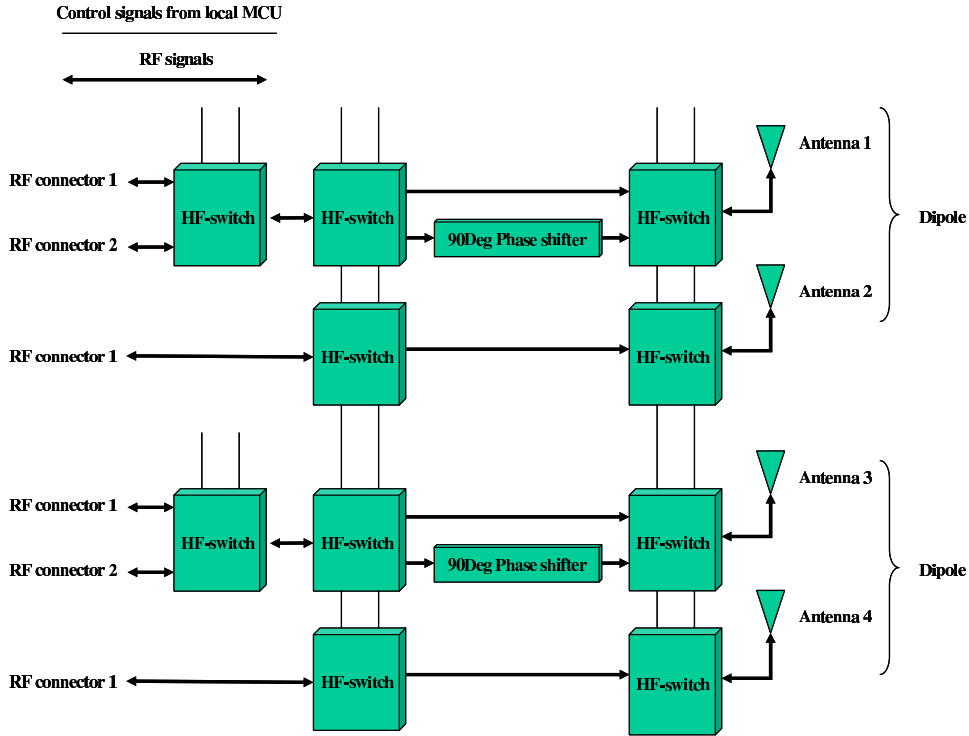 Control signals from local MCU
RF signals
Antenna 1
RF connector 1
HF-switch
HF-switch
HF-switch
Dipole
RF connector 2
90Deg Phase shifter
Antenna 2
RF connector 1
HF-switch
HF-switch
Antenna 3
RF connector 1
HF-switch
HF-switch
HF-switch
90Deg Phase shifter
RF connector 2
Dipole
Antenna 4
RF connector 1
HF-switch
HF-switch